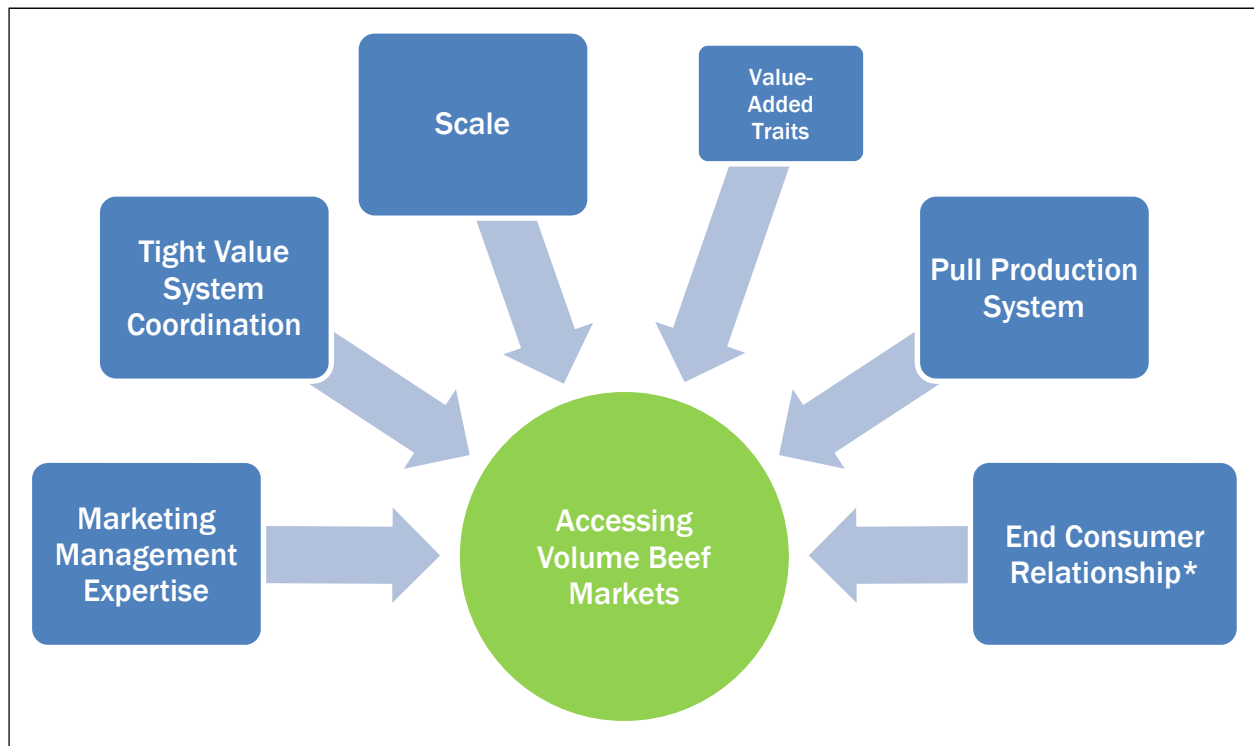 Scale
Value-
Added
Traits
Tight Value
System
Coordination
Pull Production
System
Marketing
Management
Expertise
Accessing
Volume Beef
Markets
End Consumer
Relationship*